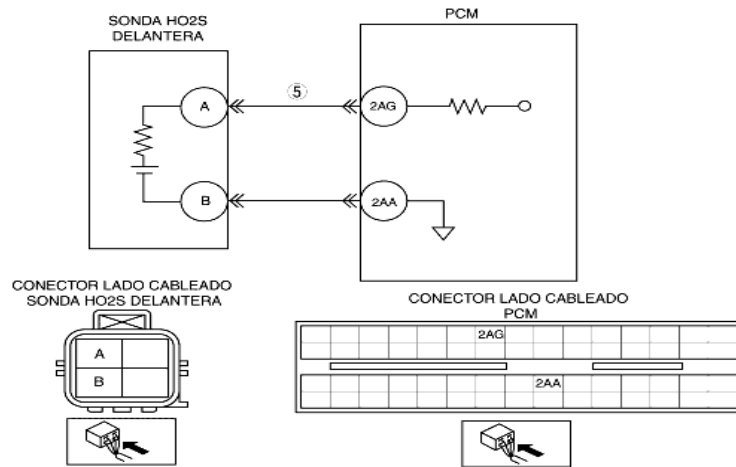 SONDA HO2S
DELANTERA
PCM
A
5
2AG
B
2AA
CONECTOR LADO CABLEADO
SONDA HO2S DELANTERA
A
B
CONECTOR LADO CABLEADO
PCM
2AG
2AA